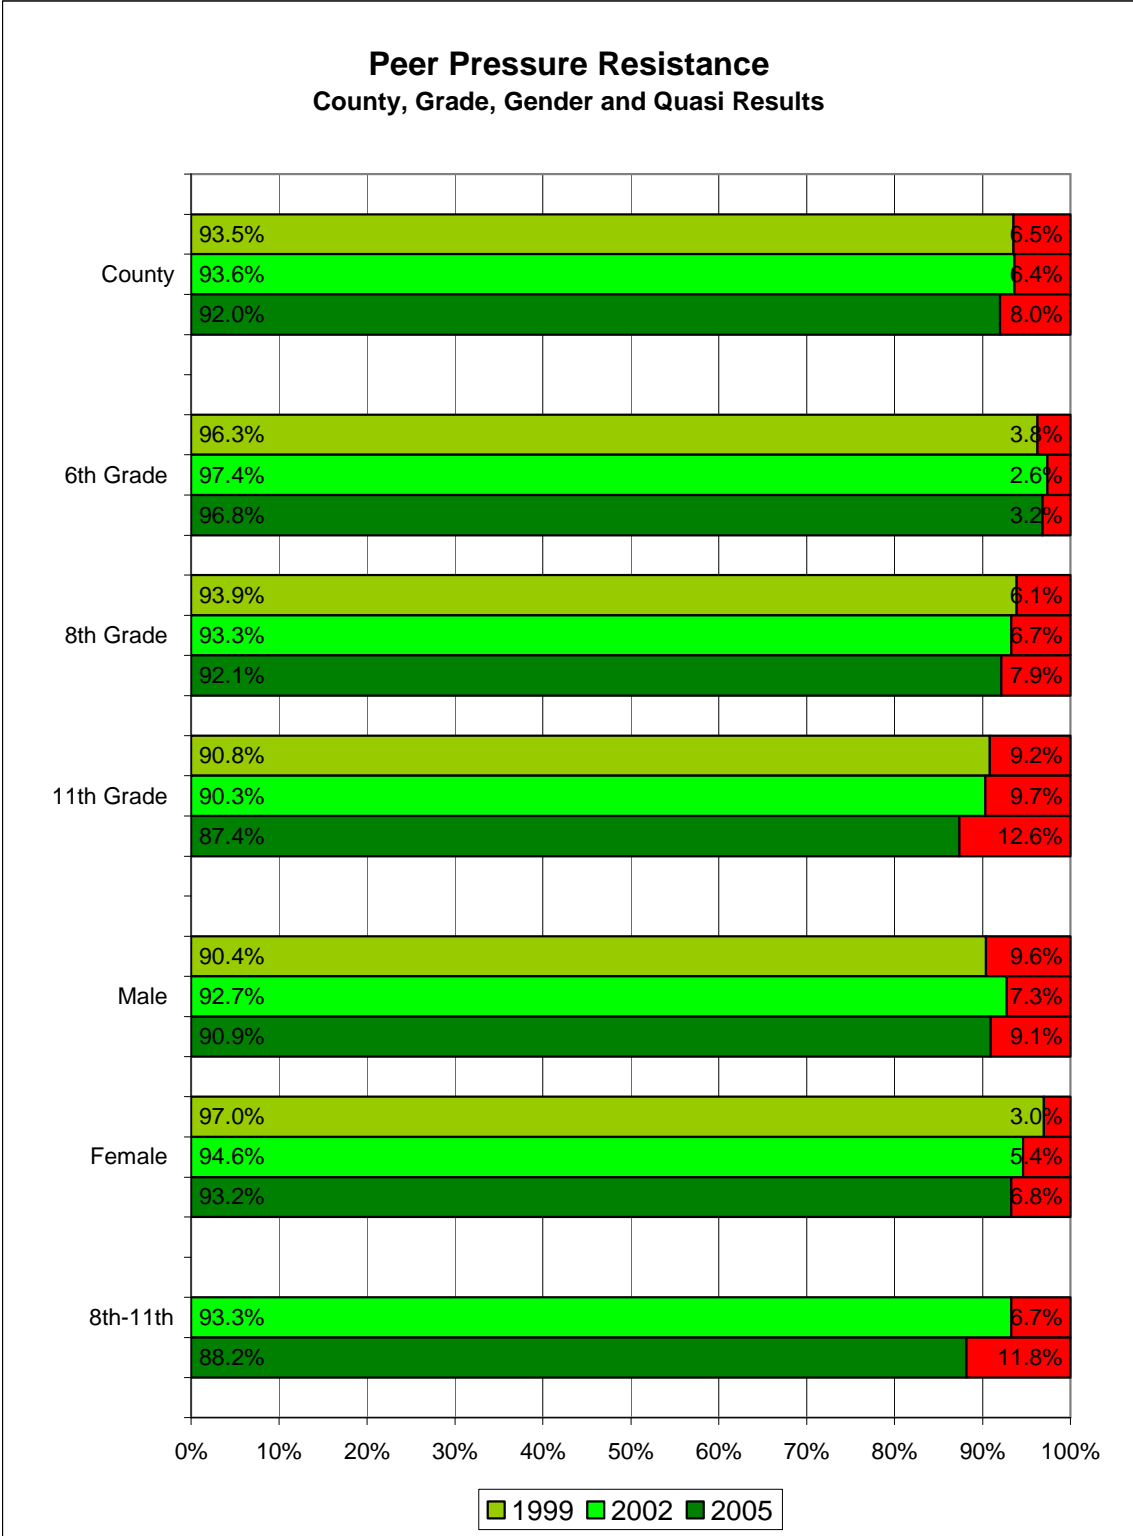 Peer Pressure Resistance
County, Grade, Gender and Quasi Results
93.5% 6.5%
County 93.6% 6.4%
92.0% 8.0%
96.3% 3.8%
6th Grade 97.4% 2.6%
96.8% 3.2%
93.9% 6.1%
8th Grade 93.3% 6.7%
92.1% 7.9%
90.8% 9.2%
11th Grade 90.3% 9.7%
87.4% 12.6%
90.4% 9.6%
Male 92.7% 7.3%
90.9% 9.1%
97.0% 3.0%
Female 94.6% 5.4%
93.2% 6.8%
8th-11th 93.3% 6.7%
88.2% 11.8%
0% 10% 20% 30% 40% 50% 60% 70% 80% 90% 100%
1999 2002 2005